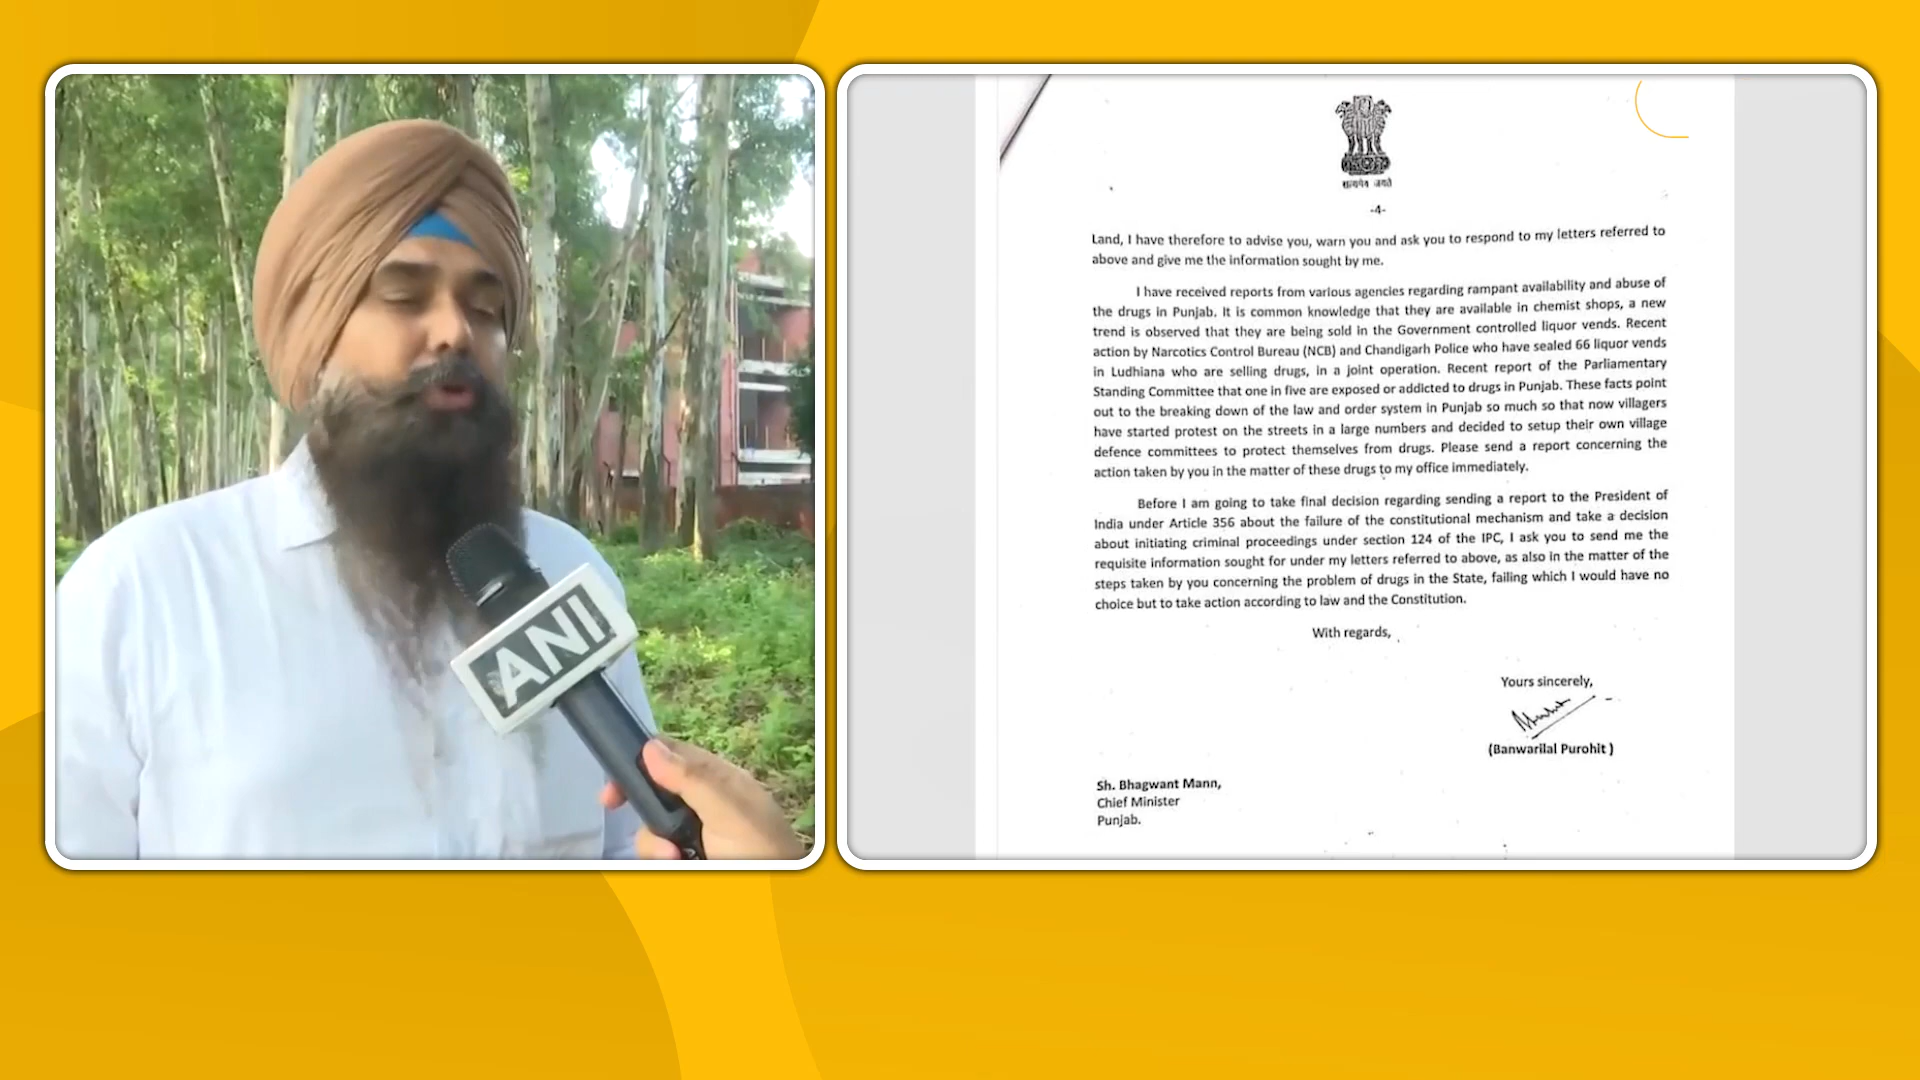 ANI
सत्यमेव जयते
-4-
Land, I have therefore to advise you, warn you and ask you to respond to my letters referred to
above and give me the information sought by me.
I have received reports from various agencies regarding rampant availability and abuse of
the drugs in Punjab. It is common knowledge that they are available in chemist shops, a new
trend is observed that they are being sold in the Government controlled liquor vends. Recent
action by Narcotics Control Bureau (NCB) and Chandigarh Police who have sealed 66 liquor vends
in Ludhiana who are selling drugs, in a joint operation. Recent report of the Parliamentary
Standing Committee that one in five are exposed or addicted to drugs in Punjab. These facts point
out to the breaking down of the law and order system in Punjab so much so that now villagers
have started protest on the streets in a large numbers and decided to setup their own village
defence committees to protect themselves from drugs. Please send a report concerning the
action taken by you in the matter of these drugs to my office immediately.
Before I am going to take final decision regarding sending a report to the President of
India under Article 356 about the failure of the constitutional mechanism and take a decision
about initiating criminal proceedings under section 124 of the IPC, I ask you to send me the
requisite information sought for under my letters referred to above, as also in the matter of the
steps taken by you concerning the problem of drugs in the State, failing which I would have no
choice but to take action according to law and the Constitution.
With regards,
Yours sincerely,
(Banwarilal Purohit )
Sh. Bhagwant Mann,
Chief Minister
Punjab.